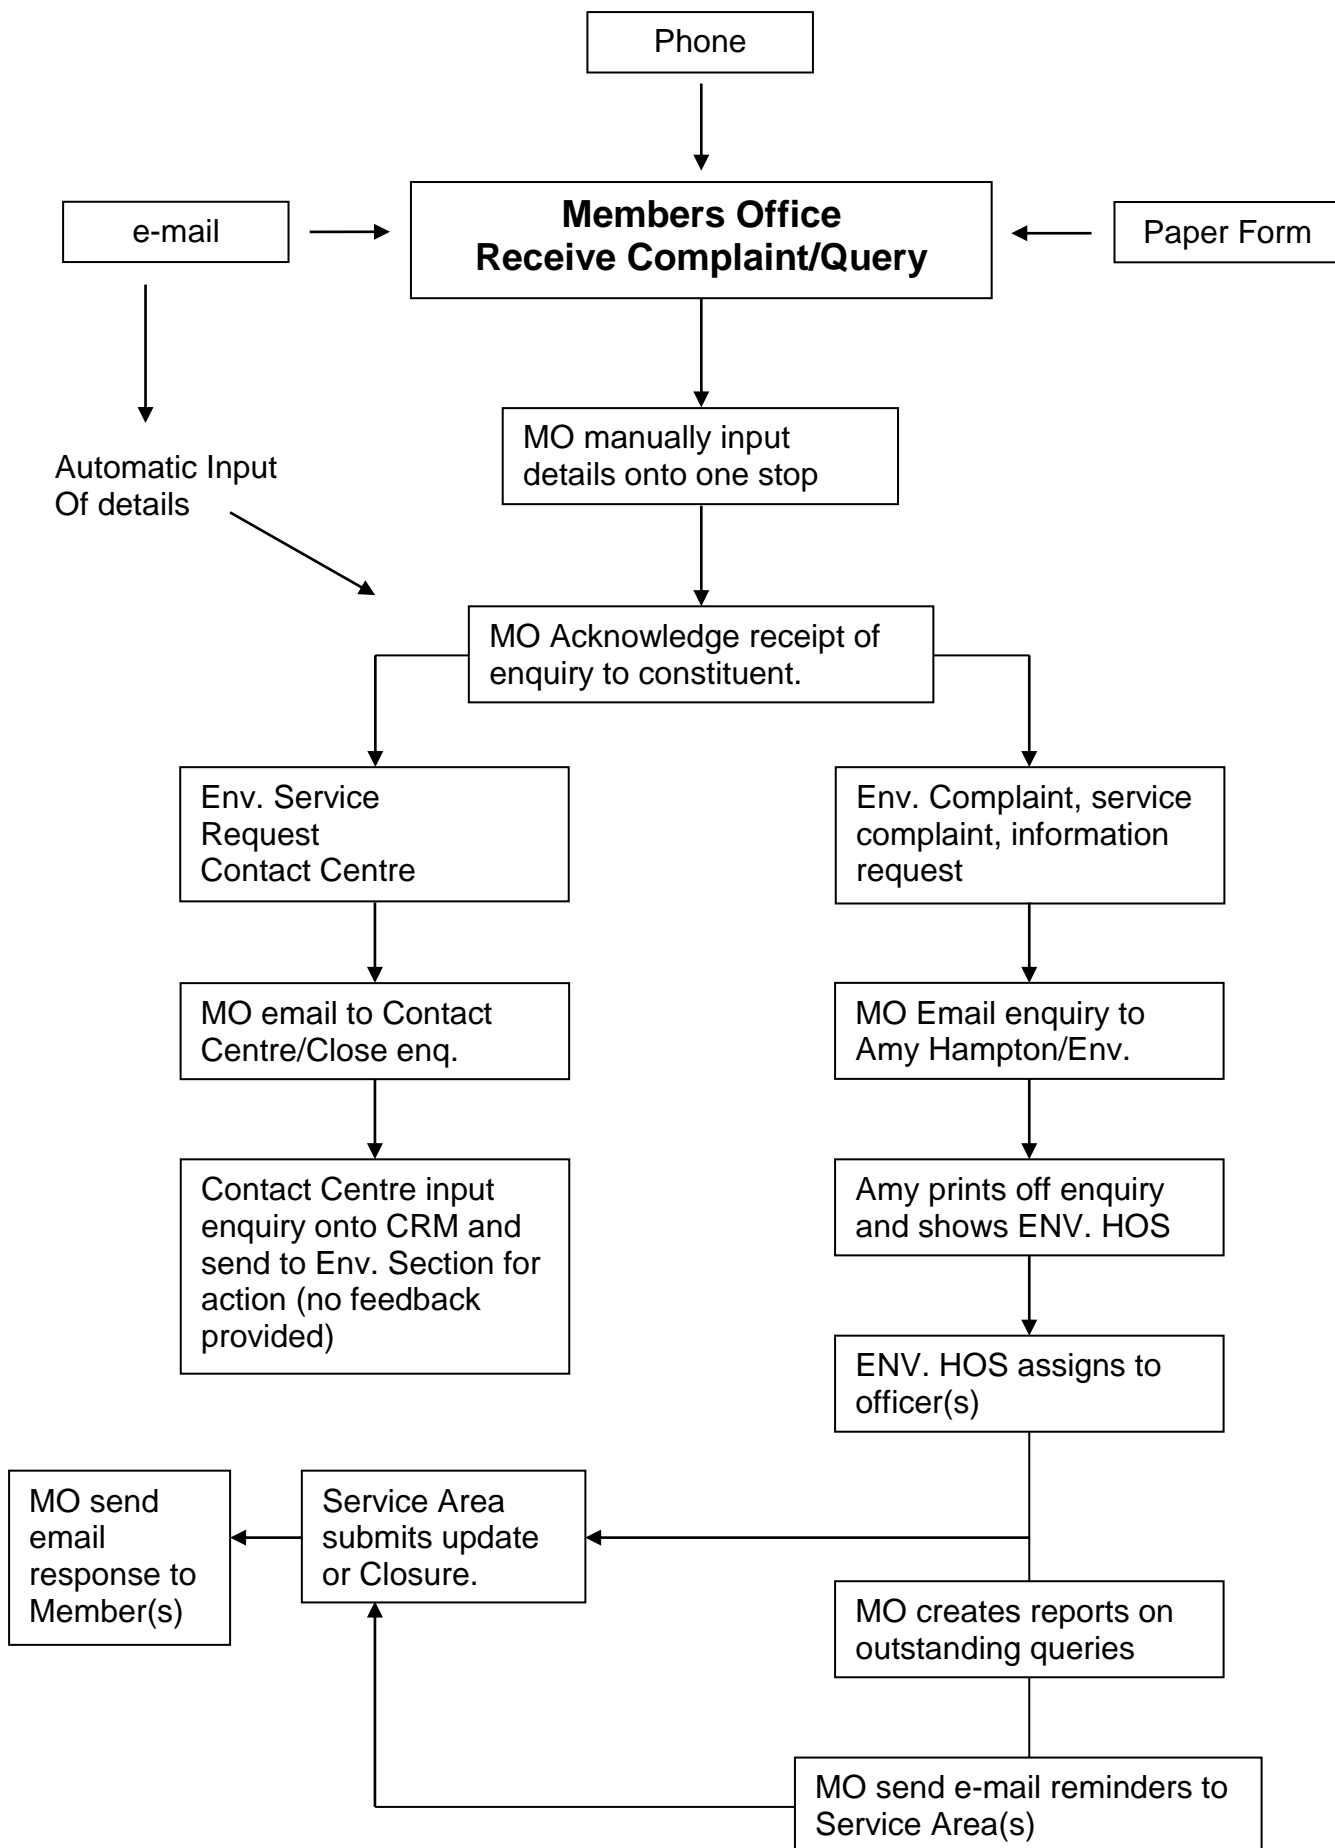 Phone
e-mail
Members Office
Receive Complaint/Query
Paper Form
MO manually input
details onto one stop
Automatic Input
Of details
MO Acknowledge receipt of
enquiry to constituent.
Env. Service
Request
Contact Centre
Env. Complaint, service
complaint, information
request
MO email to Contact
Centre/Close enq.
MO Email enquiry to
Amy Hampton/Env.
Contact Centre input
enquiry onto CRM and
send to Env. Section for
action (no feedback
provided)
Amy prints off enquiry
and shows ENV. HOS
ENV. HOS assigns to
officer(s)
MO send
email
response to
Member(s)
Service Area
submits update
or Closure.
MO creates reports on
outstanding queries
MO send e-mail reminders to
Service Area(s)